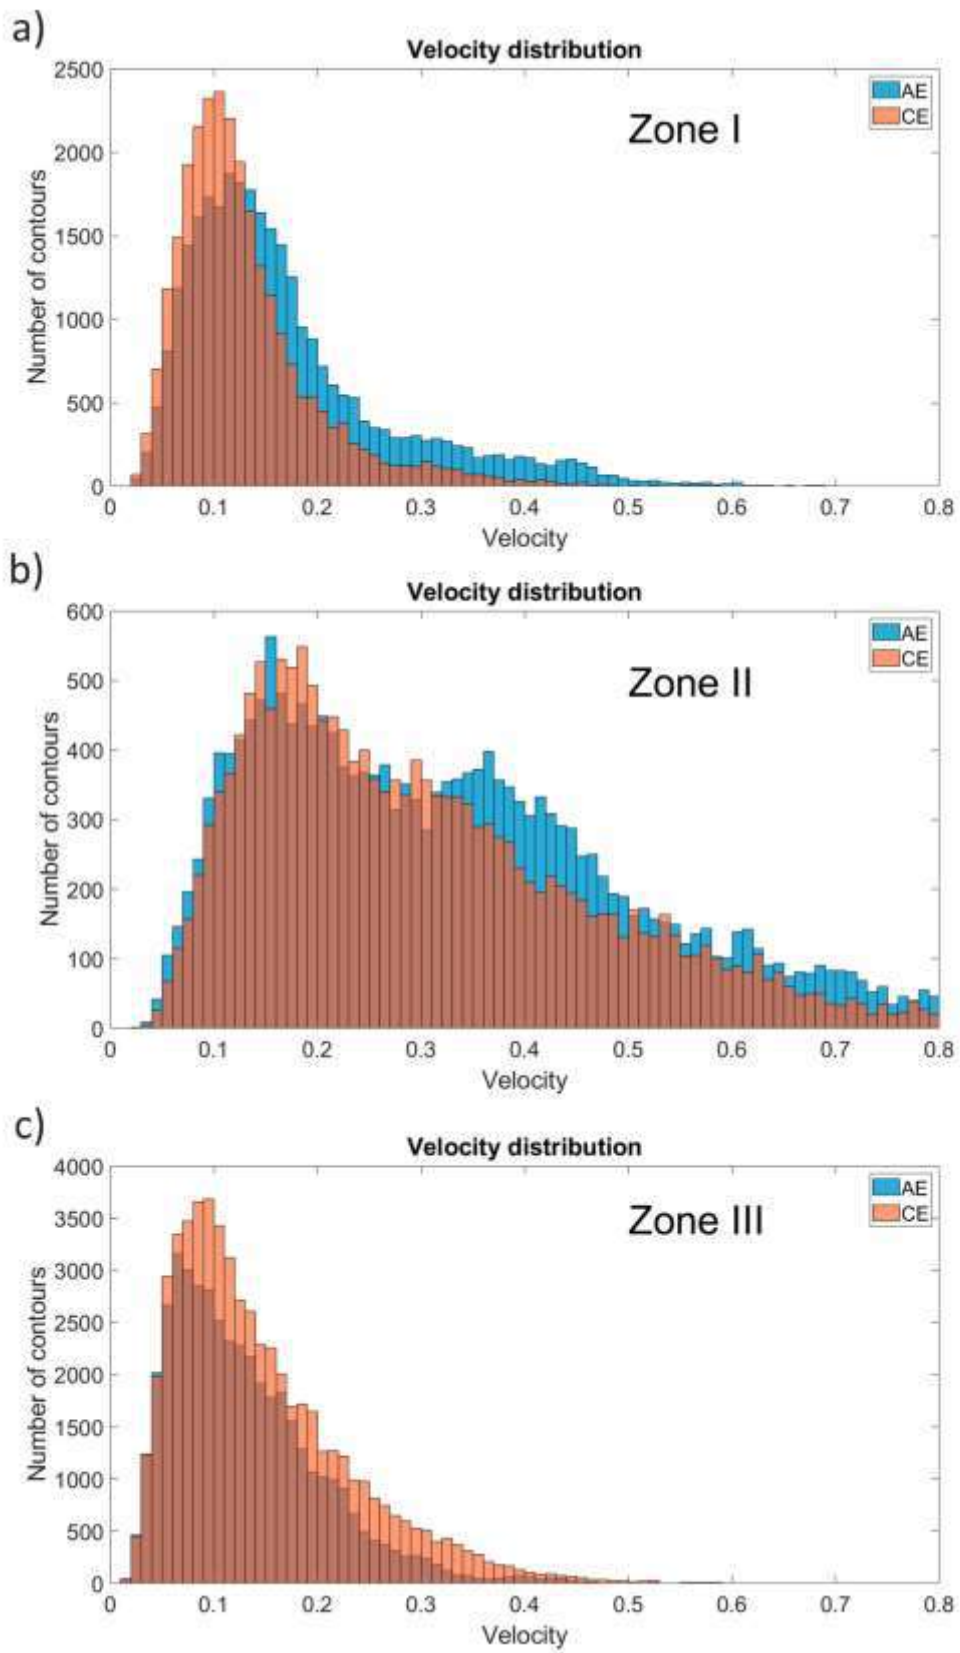 a)
Velocity distribution
2500
2000
1500
1000
500
0
Number of contours
AE
CE
Zone I
0 0.1 0.2 0.3 0.4 0.5 0.6 0.7 0.8
Velocity
b)
Velocity distribution
600
500
400
300
200
100
0
Number of contours
AE
CE
Zone II
0 0.1 0.2 0.3 0.4 0.5 0.6 0.7 0.8
Velocity
c)
Velocity distribution
4000
3500
3000
2500
2000
1500
1000
500
0
Number of contours
AE
CE
Zone III
0 0.1 0.2 0.3 0.4 0.5 0.6 0.7 0.8
Velocity